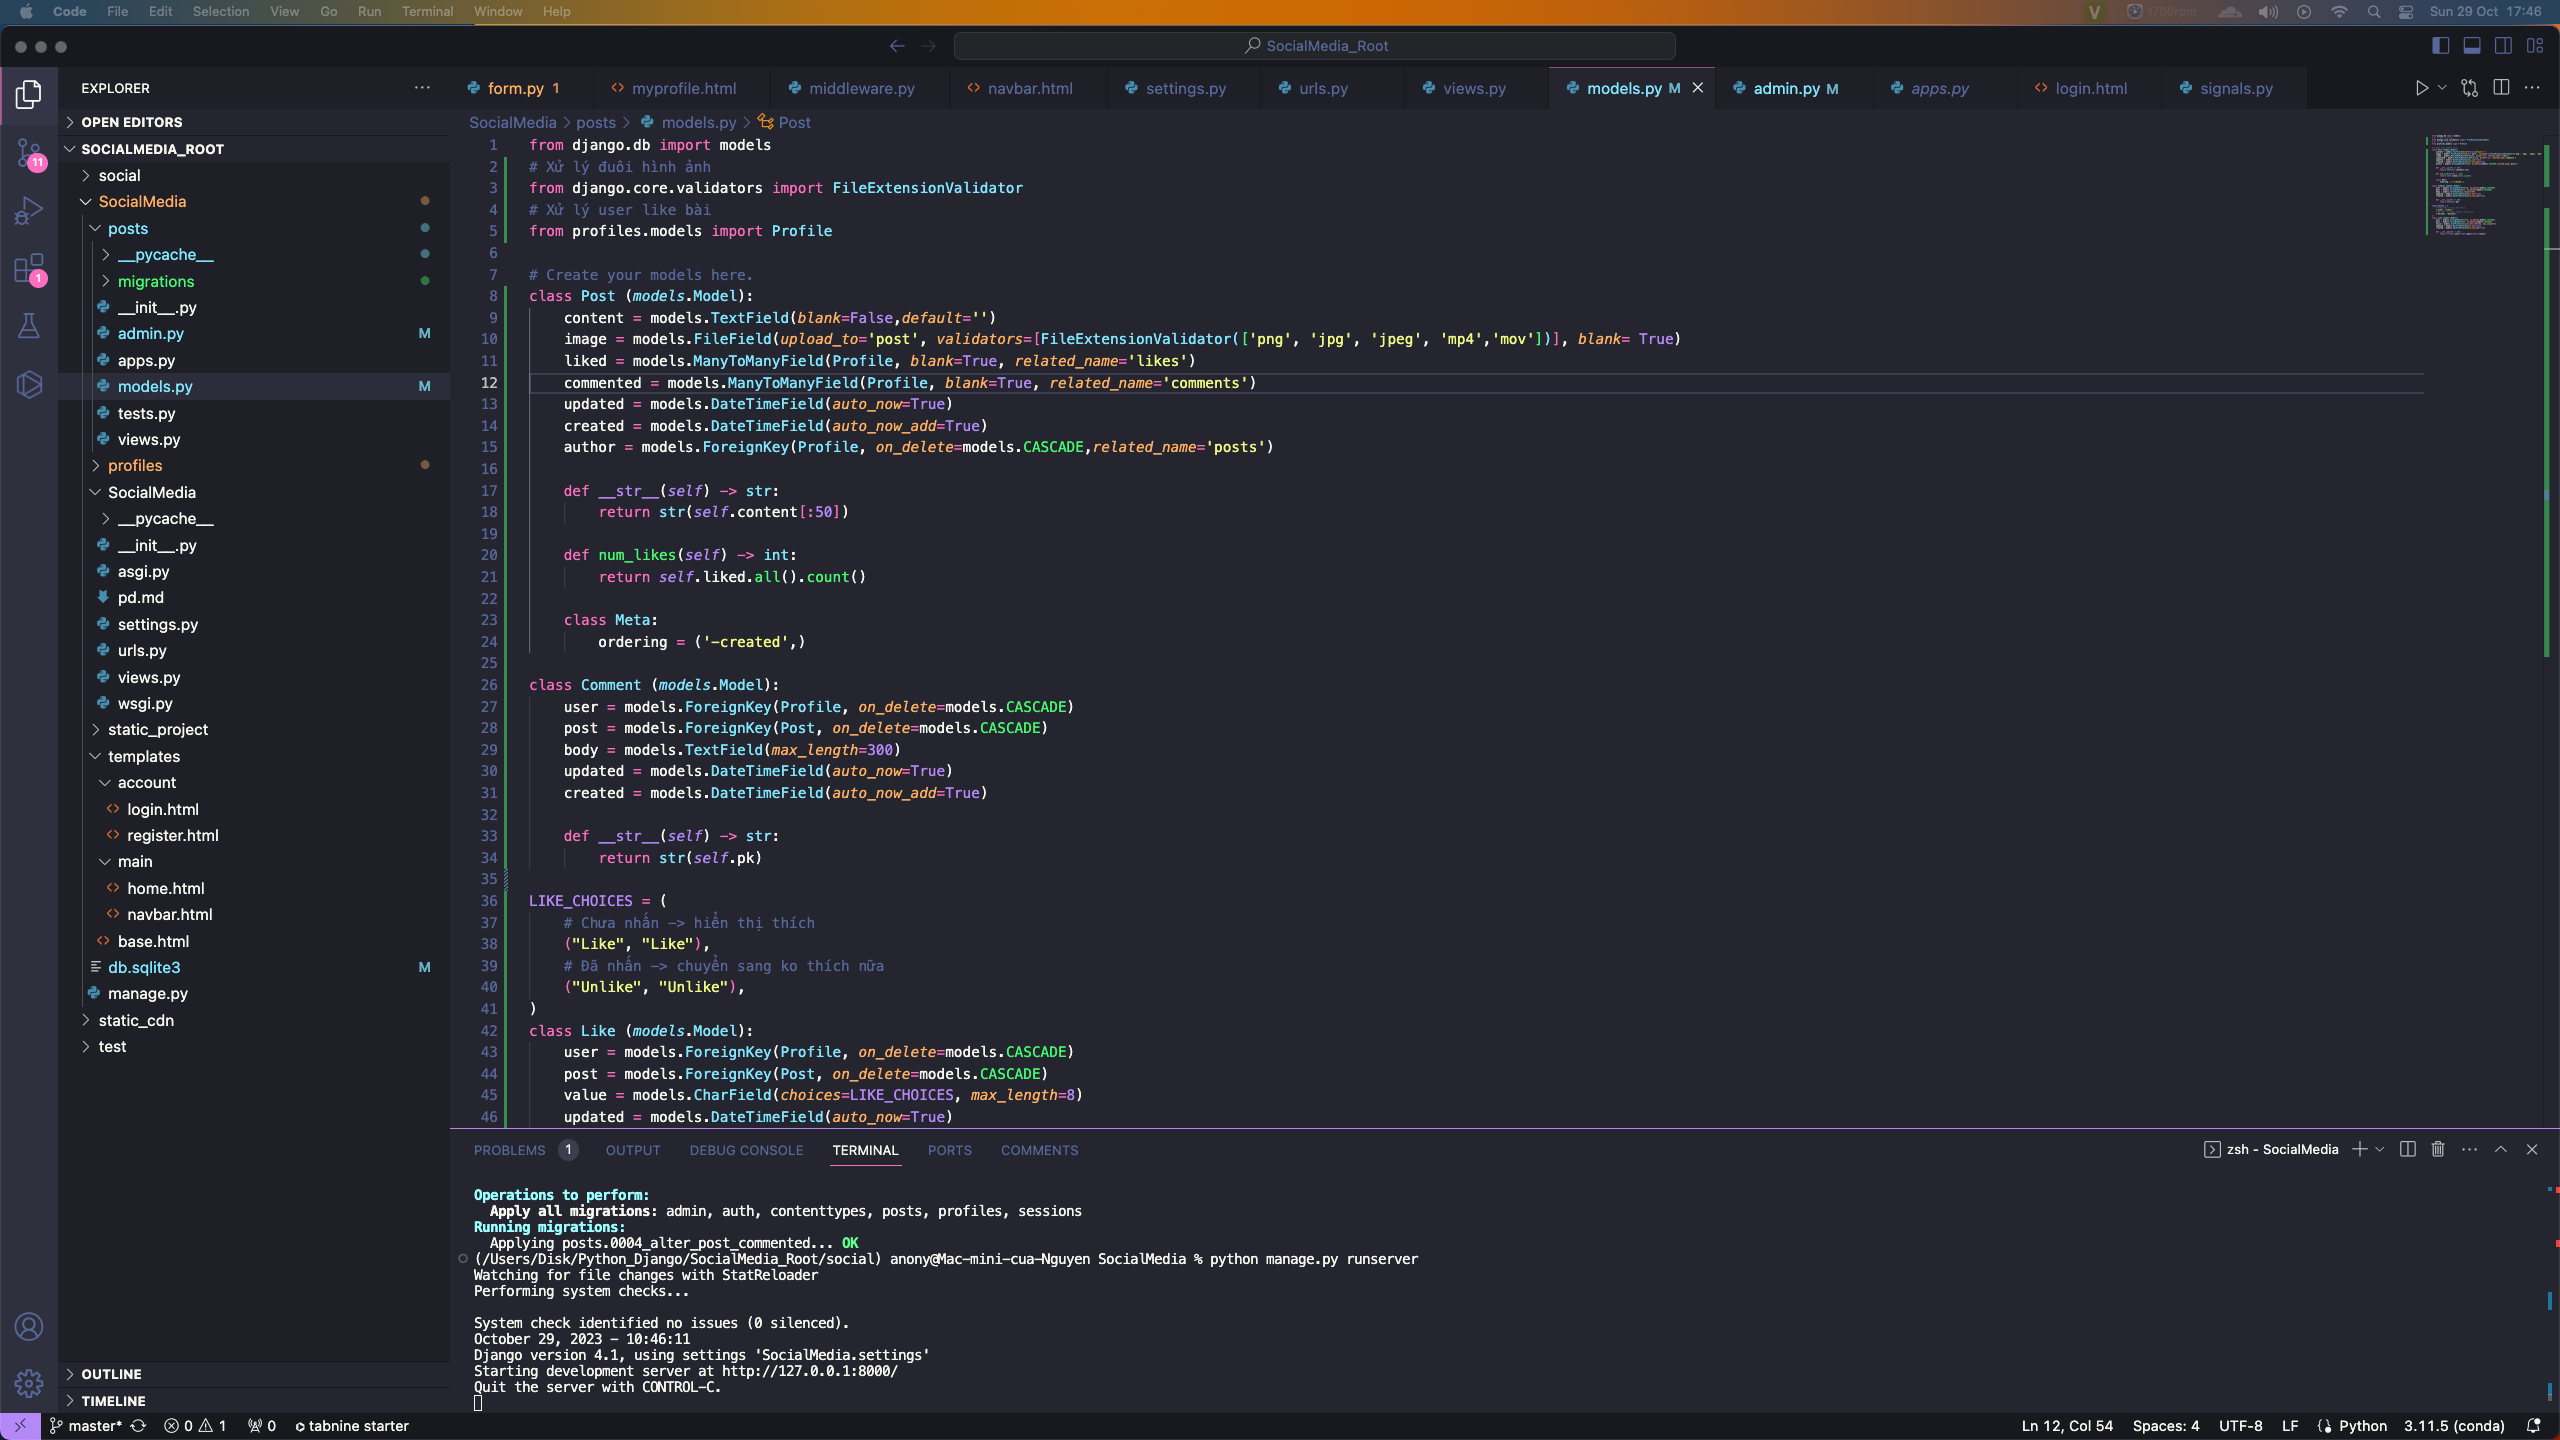 Code File Edit Selection View Go Run Terminal Window Help
1700rpm Sun 29 Oct 17:46
SocialMedia_Root
EXPLORER
form.py 1 myprofile.html middleware.py navbar.html settings.py urls.py views.py models.py M admin.py M apps.py login.html signals.py
OPEN EDITORS
SOCIALMEDIA_ROOT
social
SocialMedia
posts
__pycache__
migrations
__init__.py
admin.py M
apps.py
models.py M
tests.py
views.py
profiles
SocialMedia
__pycache__
__init__.py
asgi.py
pd.md
settings.py
urls.py
views.py
wsgi.py
static_project
templates
account
login.html
register.html
main
home.html
navbar.html
base.html
db.sqlite3 M
manage.py
static_cdn
test
OUTLINE
TIMELINE
11
1
SocialMedia > posts > models.py > Post
1 from django.db import models
2 # Xử lý đuôi hình ảnh
3 from django.core.validators import FileExtensionValidator
4 # Xử lý user like bài
5 from profiles.models import Profile
6
7 # Create your models here.
8 class Post (models.Model):
9 content = models.TextField(blank=False,default='')
10 image = models.FileField(upload_to='post', validators=[FileExtensionValidator(['png', 'jpg', 'jpeg', 'mp4','mov'])], blank= True)
11 liked = models.ManyToManyField(Profile, blank=True, related_name='likes')
12 commented = models.ManyToManyField(Profile, blank=True, related_name='comments')
13 updated = models.DateTimeField(auto_now=True)
14 created = models.DateTimeField(auto_now_add=True)
15 author = models.ForeignKey(Profile, on_delete=models.CASCADE,related_name='posts')
16
17 def __str__(self) -> str:
18 return str(self.content[:50])
19
20 def num_likes(self) -> int:
21 return self.liked.all().count()
22
23 class Meta:
24 ordering = ('-created',)
25
26 class Comment (models.Model):
27 user = models.ForeignKey(Profile, on_delete=models.CASCADE)
28 post = models.ForeignKey(Post, on_delete=models.CASCADE)
29 body = models.TextField(max_length=300)
30 updated = models.DateTimeField(auto_now=True)
31 created = models.DateTimeField(auto_now_add=True)
32
33 def __str__(self) -> str:
34 return str(self.pk)
35
36 LIKE_CHOICES = (
37 # Chưa nhấn -> hiển thị thích
38 ("Like", "Like"),
39 # Đã nhấn -> chuyển sang ko thích nữa
40 ("Unlike", "Unlike"),
41 )
42 class Like (models.Model):
43 user = models.ForeignKey(Profile, on_delete=models.CASCADE)
44 post = models.ForeignKey(Post, on_delete=models.CASCADE)
45 value = models.CharField(choices=LIKE_CHOICES, max_length=8)
46 updated = models.DateTimeField(auto_now=True)
PROBLEMS 1 OUTPUT DEBUG CONSOLE TERMINAL PORTS COMMENTS
zsh - SocialMedia
Operations to perform:
Apply all migrations: admin, auth, contenttypes, posts, profiles, sessions
Running migrations:
Applying posts.0004_alter_post_commented... OK
(/Users/Disk/Python_Django/SocialMedia_Root/social) anony@Mac-mini-cua-Nguyen SocialMedia % python manage.py runserver
Watching for file changes with StatReloader
Performing system checks...
System check identified no issues (0 silenced).
October 29, 2023 - 10:46:11
Django version 4.1, using settings 'SocialMedia.settings'
Starting development server at http://127.0.0.1:8000/
Quit the server with CONTROL-C.
master* 0 1 0 tabnine starter
Ln 12, Col 54 Spaces: 4 UTF-8 LF Python 3.11.5 (conda)